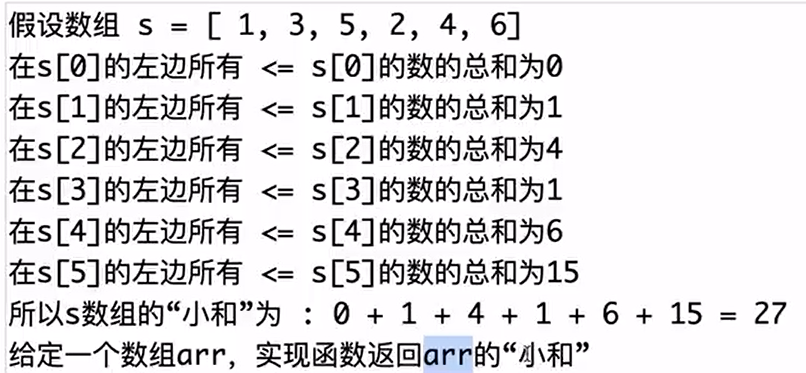 假设数组 s = [ 1, 3, 5, 2, 4, 6]
在s[0]的左边所有 <= s[0]的数的总和为0
在s[1]的左边所有 <= s[1]的数的总和为1
在s[2]的左边所有 <= s[2]的数的总和为4
在s[3]的左边所有 <= s[3]的数的总和为1
在s[4]的左边所有 <= s[4]的数的总和为6
在s[5]的左边所有 <= s[5]的数的总和为15
所以s数组的“小和”为 : 0 + 1 + 4 + 1 + 6 + 15 = 27
给定一个数组arr, 实现函数返回arr的“小和”